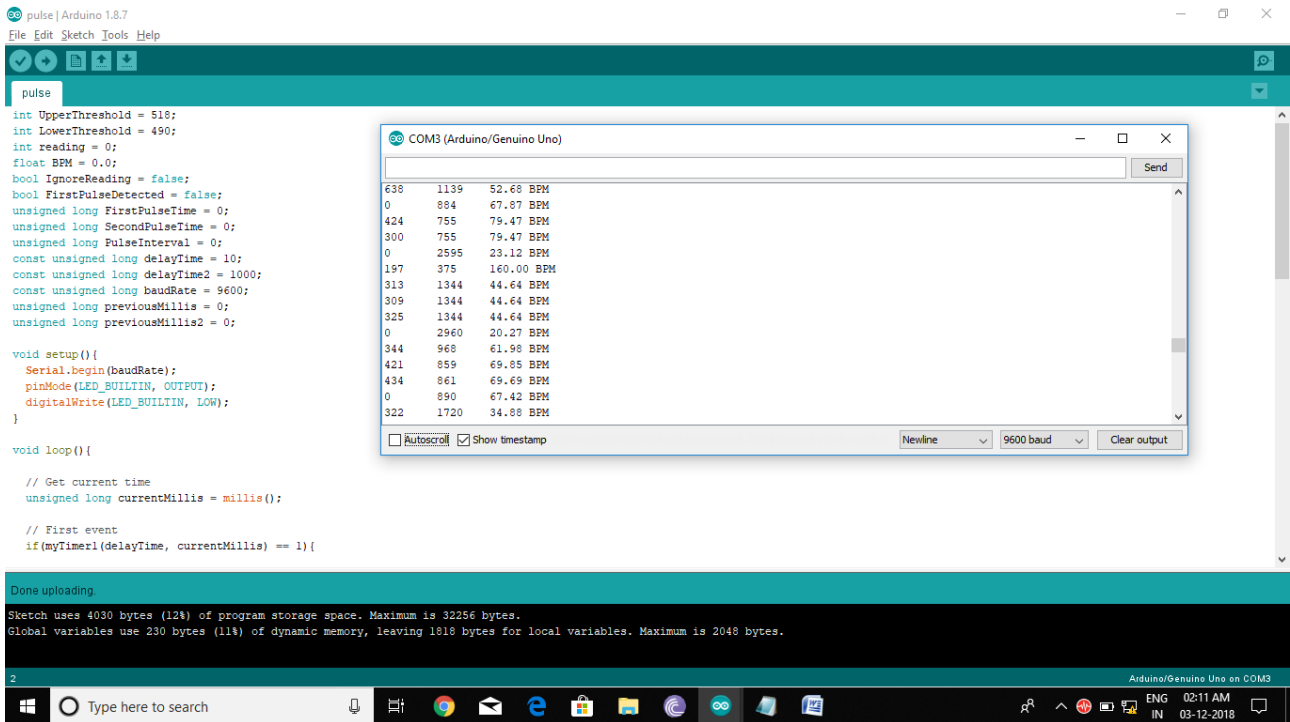 pulse | Arduino 1.8.7
File Edit Sketch Tools Help
pulse
int UpperThreshold = 518;
int LowerThreshold = 490;
int reading = 0;
float BPM = 0.0;
bool IgnoreReading = false;
bool FirstPulseDetected = false;
unsigned long FirstPulseTime = 0;
unsigned long SecondPulseTime = 0;
unsigned long PulseInterval = 0;
const unsigned long delayTime = 10;
const unsigned long delayTime2 = 1000;
const unsigned long baudRate = 9600;
unsigned long previousMillis = 0;
unsigned long previousMillis2 = 0;
void setup(){
Serial.begin(baudRate);
pinMode(LED_BUILTIN, OUTPUT);
digitalWrite(LED_BUILTIN, LOW);
}
void loop(){
// Get current time
unsigned long currentMillis = millis();
// First event
if(myTimer1(delayTime, currentMillis) == 1){
COM3 (Arduino/Genuino Uno)
Send
638 1139 52.68 BPM
0 884 67.87 BPM
424 755 79.47 BPM
300 755 79.47 BPM
0 2595 23.12 BPM
197 375 160.00 BPM
313 1344 44.64 BPM
309 1344 44.64 BPM
325 1344 44.64 BPM
0 2960 20.27 BPM
344 968 61.98 BPM
421 859 69.85 BPM
434 861 69.69 BPM
0 890 67.42 BPM
322 1720 34.88 BPM
Autoscroll Show timestamp Newline 9600 baud Clear output
Done uploading.
Sketch uses 4030 bytes (12%) of program storage space. Maximum is 32256 bytes.
Global variables use 230 bytes (11%) of dynamic memory, leaving 1818 bytes for local variables. Maximum is 2048 bytes.
2 Arduino/Genuino Uno on COM3
Type here to search
ENG 02:11 AM
IN 03-12-2018